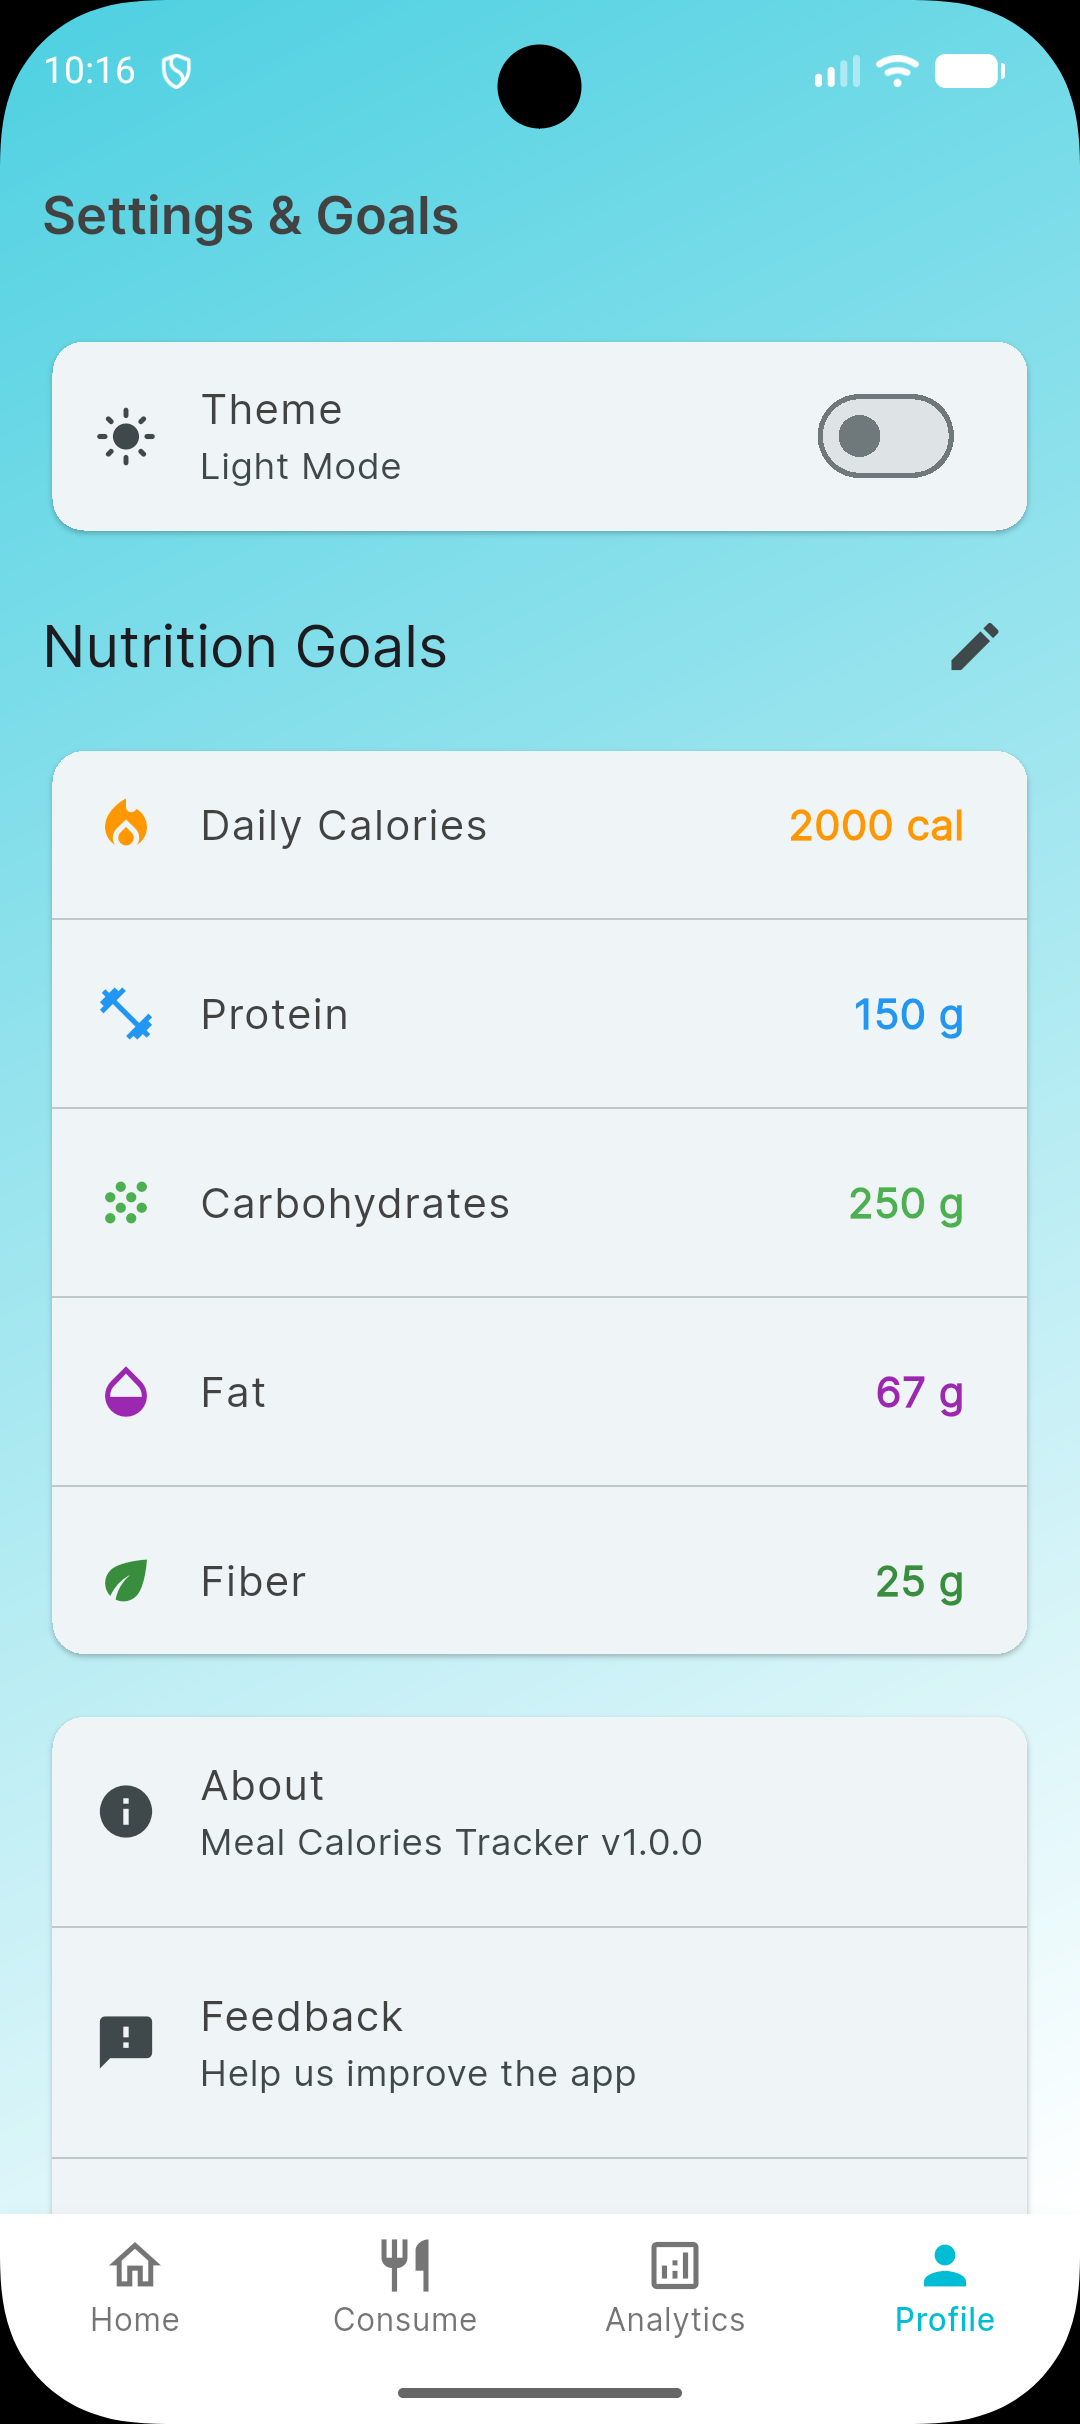 10:16
Settings & Goals
Theme
Light Mode
Nutrition Goals
Daily Calories 2000 cal
Protein 150 g
Carbohydrates 250 g
Fat 67 g
Fiber 25 g
About
Meal Calories Tracker v1.0.0
Feedback
Help us improve the app
Home Consume Analytics Profile